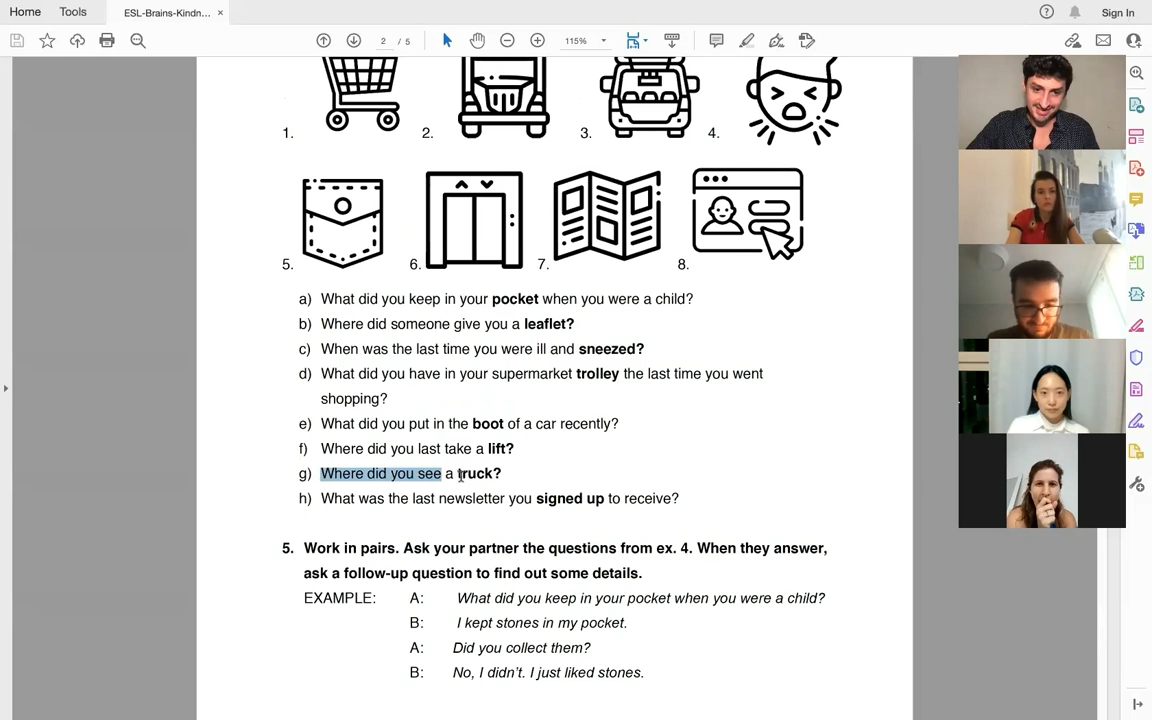 Home Tools ESL-Brains-Kindn... × Sign In
2 / 5 115%
1. 2. 3. 4.
5. 6. 7. 8.
a) What did you keep in your pocket when you were a child?
b) Where did someone give you a leaflet?
c) When was the last time you were ill and sneezed?
d) What did you have in your supermarket trolley the last time you went
shopping?
e) What did you put in the boot of a car recently?
f) Where did you last take a lift?
g) Where did you see a truck?
h) What was the last newsletter you signed up to receive?
5. Work in pairs. Ask your partner the questions from ex. 4. When they answer,
ask a follow-up question to find out some details.
EXAMPLE: A: What did you keep in your pocket when you were a child?
B: I kept stones in my pocket.
A: Did you collect them?
B: No, I didn't. I just liked stones.